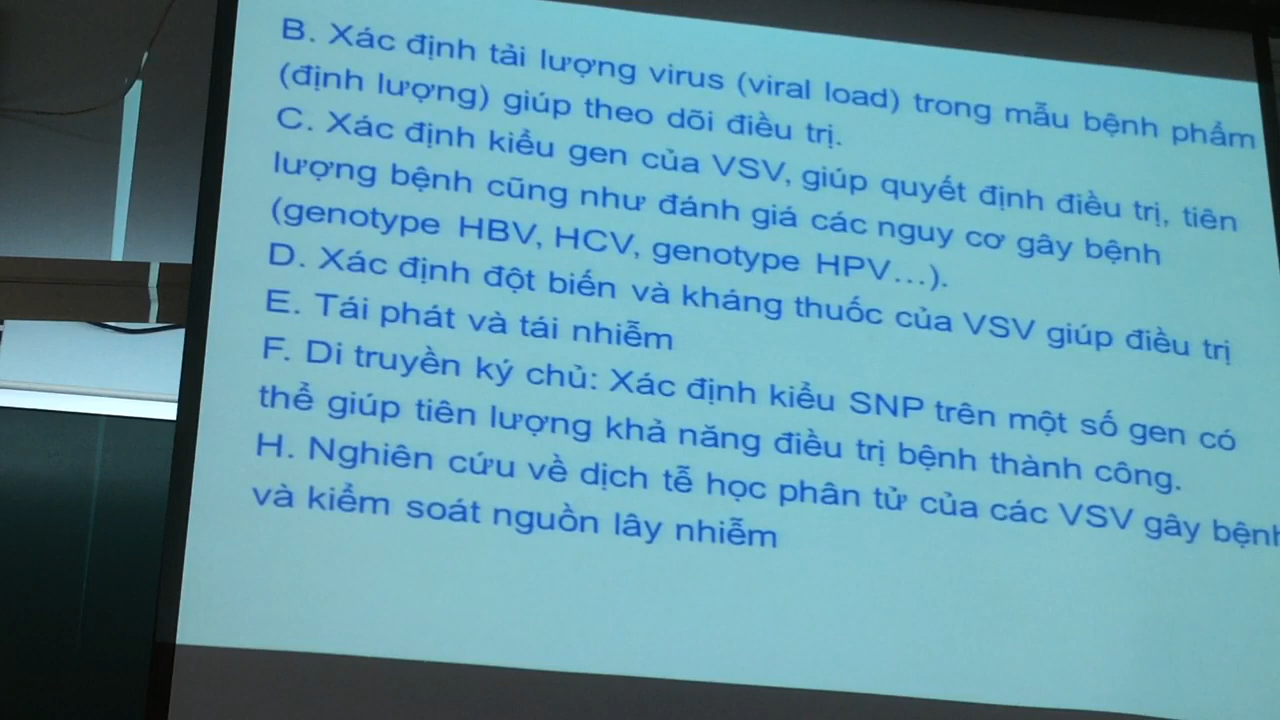 B. Xác định tải lượng virus (viral load) trong mẫu bệnh phẩm
(định lượng) giúp theo dõi điều trị.
C. Xác định kiểu gen của VSV, giúp quyết định điều trị, tiên
lượng bệnh cũng như đánh giá các nguy cơ gây bệnh
(genotype HBV, HCV, genotype HPV…).
D. Xác định đột biến và kháng thuốc của VSV giúp điều trị
E. Tái phát và tái nhiễm
F. Di truyền ký chủ: Xác định kiểu SNP trên một số gen có
thể giúp tiên lượng khả năng điều trị bệnh thành công.
H. Nghiên cứu về dịch tễ học phân tử của các VSV gây bệnh
và kiểm soát nguồn lây nhiễm